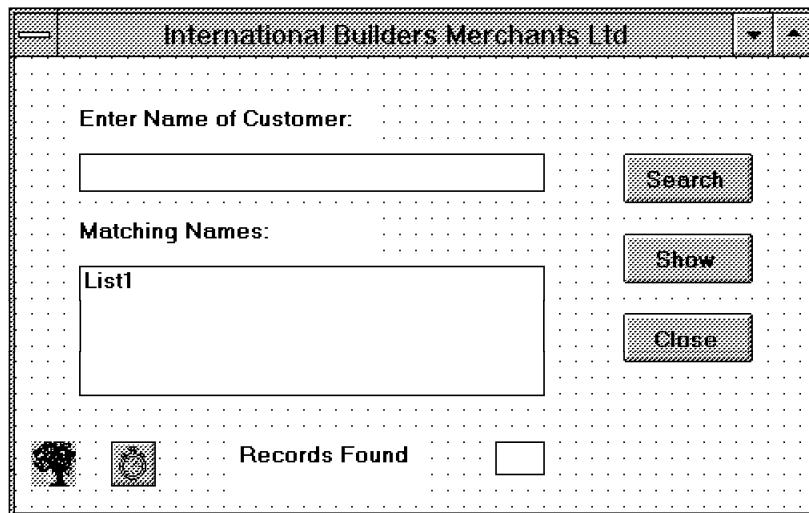 International Builders Merchants Ltd
Enter Name of Customer:
Search
Matching Names:
Show
List1
Close
Records Found